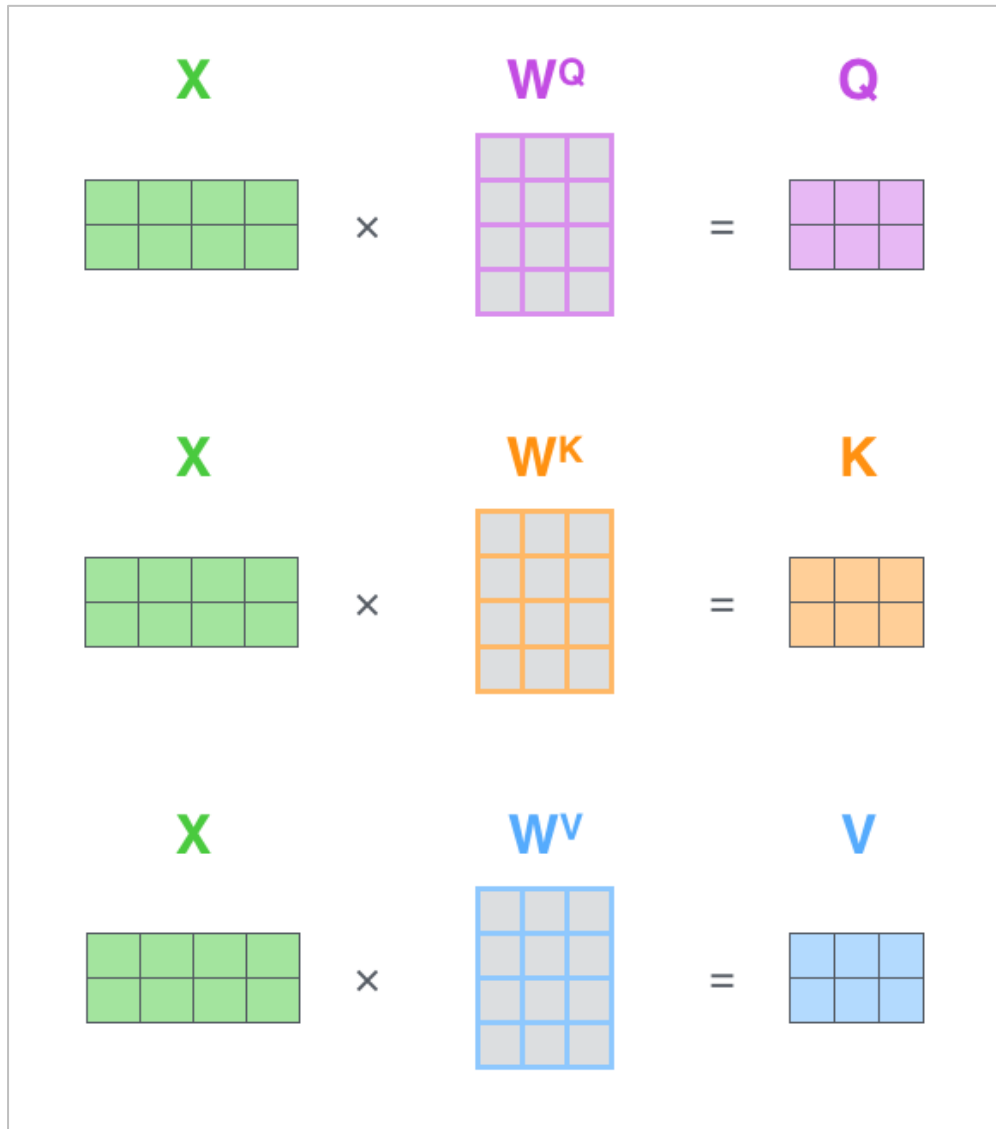 X W^Q Q
× =
X W^K K
× =
X W^V V
× =